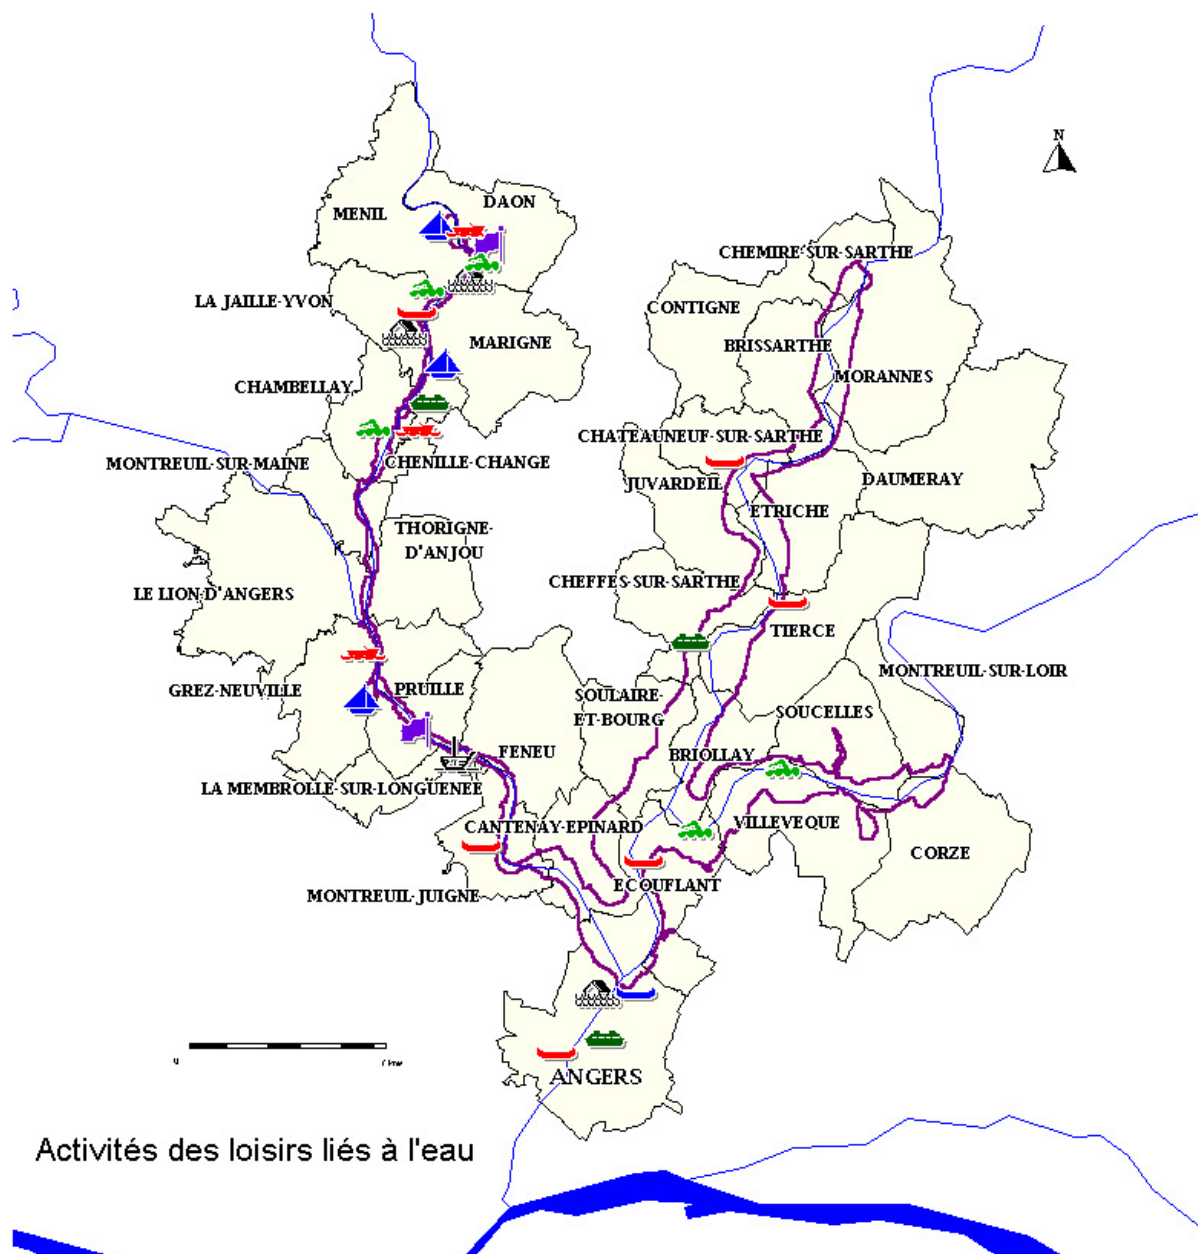 N
DAON
MENIL
CHEMIRE-SUR-SARTHE
LA JAILLE-YVON
CONTIGNE
MARIGNE
BRISSARTHE
MORANNES
CHAMBELLAY
CHATEAUNEUF-SUR-SARTHE
MONTREUIL-SUR-MAINE
CHENILLE-CHANGE
JUVARDEIL
DAUMERAY
ETRICHE
THORIGNE-
D'ANJOU
CHEFFES-SUR-SARTHE
LE LION D'ANGERS
TIERCE
MONTREUIL-SUR-LOIR
GREZ-NEUVILLE
PRUILLE
SOULAIRE-
ET-BOURG
SOUCELLES
FENEU
BRIOLLAY
LA MEMBROLLE-SUR-LONGUENEE
CANTENAY-EPINARD
VILLEVEQUE
CORZE
ECOUFLANT
MONTREUIL-JUIGNE
0
ANGERS
Activités des loisirs liés à l'eau